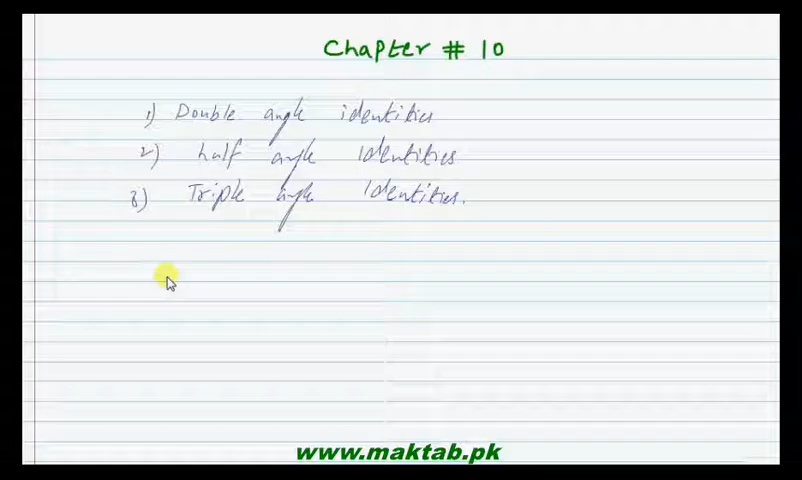 Chapter # 10
1) Double angle identities
2) half angle Identities
3) Triple angle Identities.
www.maktab.pk